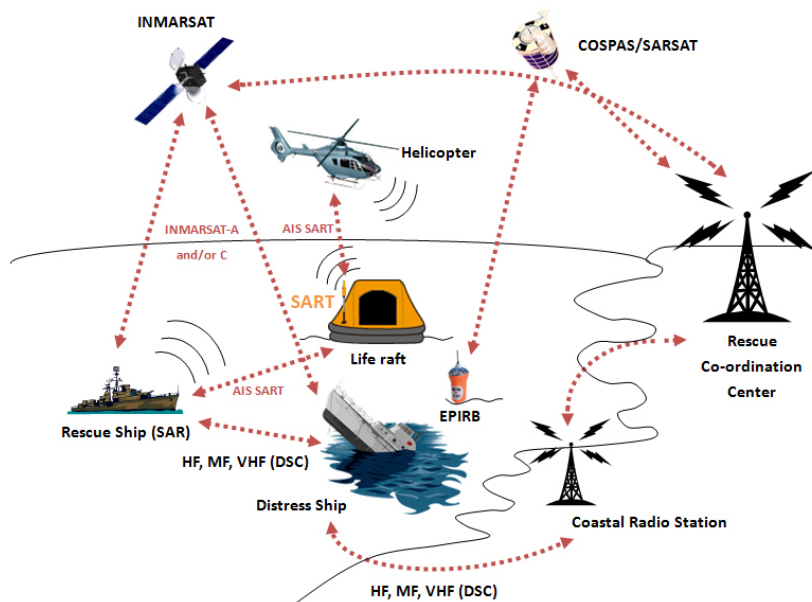 INMARSAT
COSPAS/SARSAT
Helicopter
INMARSAT-A
and/or C
AIS SART
SART
Life raft
Rescue
Co-ordination
Center
AIS SART
EPIRB
Rescue Ship (SAR)
HF, MF, VHF (DSC)
Distress Ship
Coastal Radio Station
HF, MF, VHF (DSC)